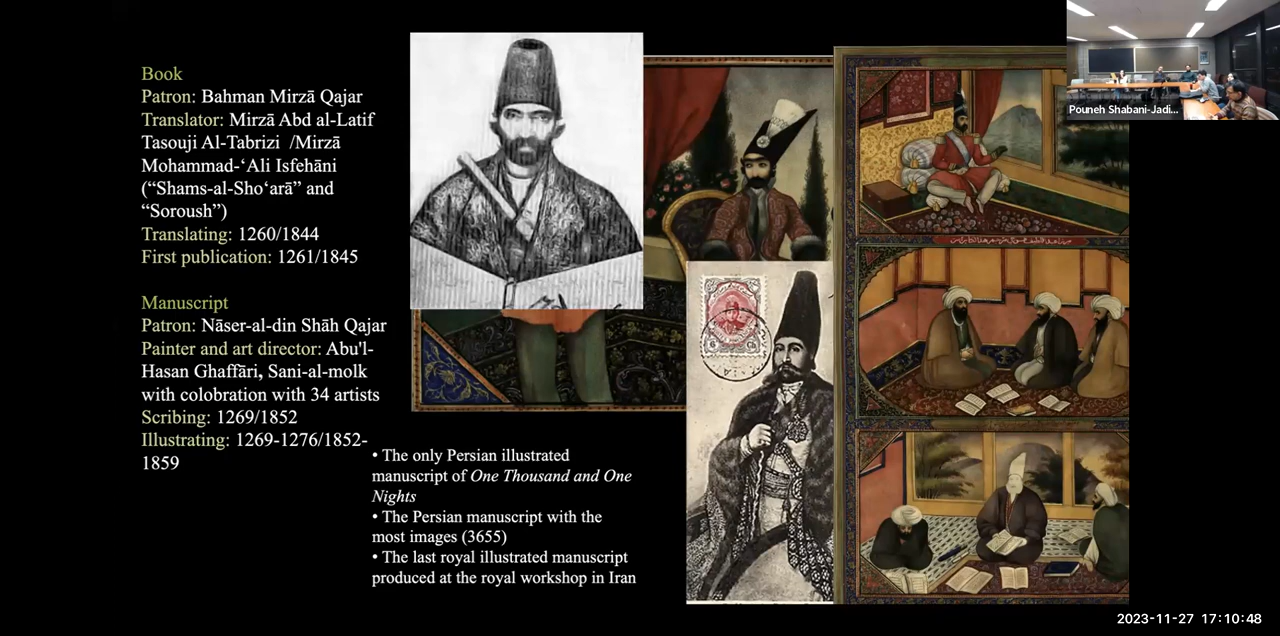 Book
Patron: Bahman Mirzā Qajar
Translator: Mirzā Abd al-Latif
Tasouji Al-Tabrizi /Mirzā
Mohammad-‘Ali Isfehāni
(“Shams-al-Sho‘arā” and
“Soroush”)
Translating: 1260/1844
First publication: 1261/1845
Manuscript
Patron: Nāser-al-din Shāh Qajar
Painter and art director: Abu'l-
Hasan Ghaffāri, Sani-al-molk
with colobration with 34 artists
Scribing: 1269/1852
Illustrating: 1269-1276/1852-
1859
• The only Persian illustrated
manuscript of One Thousand and One
Nights
• The Persian manuscript with the
most images (3655)
• The last royal illustrated manuscript
produced at the royal workshop in Iran
Pouneh Shabani-Jadi...
2023-11-27 17:10:48